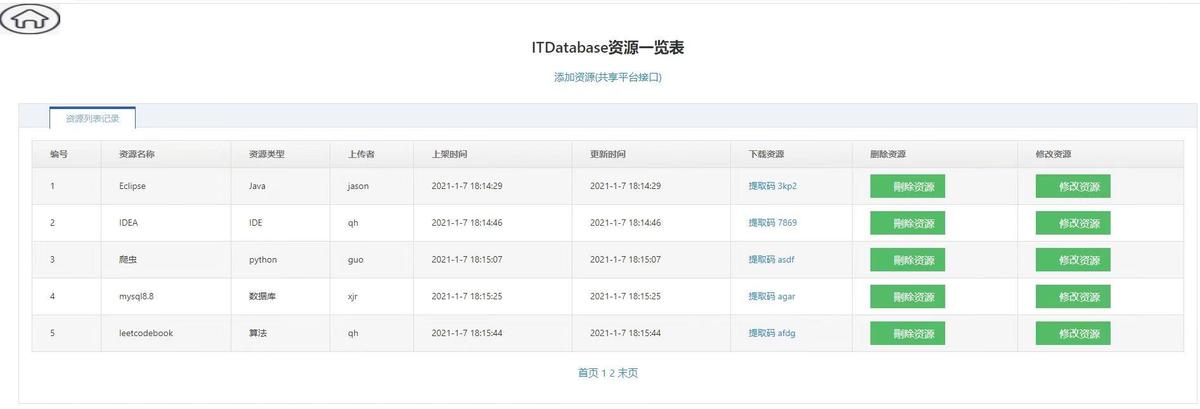 ITDatabase资源一览表
添加资源(共享平台接口)
资源列表记录
编号 资源名称 资源类型 上传者 上架时间 更新时间 下载资源 删除资源 修改资源
1 Eclipse Java jason 2021-1-7 18:14:29 2021-1-7 18:14:29 提取码 3kp2 删除资源 修改资源
2 IDEA IDE qh 2021-1-7 18:14:46 2021-1-7 18:14:46 提取码 7869 删除资源 修改资源
3 爬虫 python guo 2021-1-7 18:15:07 2021-1-7 18:15:07 提取码 asdf 删除资源 修改资源
4 mysql8.8 数据库 xjr 2021-1-7 18:15:25 2021-1-7 18:15:25 提取码 agar 删除资源 修改资源
5 leetcodebook 算法 qh 2021-1-7 18:15:44 2021-1-7 18:15:44 提取码 afdg 删除资源 修改资源
首页 1 2 末页